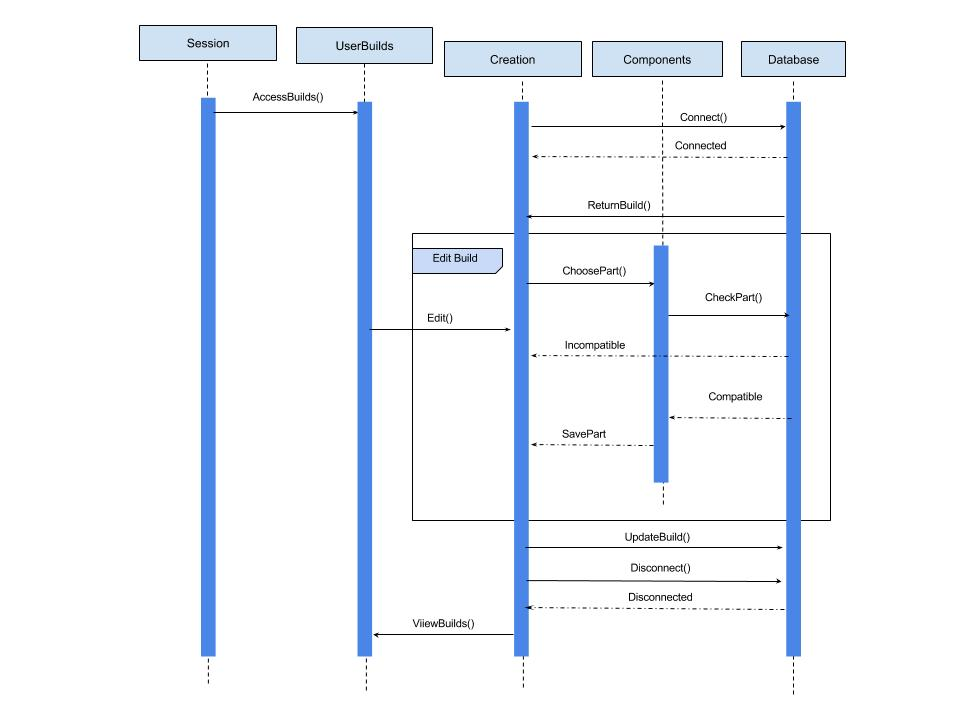 Session
UserBuilds
Creation
Components
Database
AccessBuilds()
Connect()
Connected
ReturnBuild()
Edit Build
ChoosePart()
CheckPart()
Edit()
Incompatible
Compatible
SavePart
UpdateBuild()
Disconnect()
Disconnected
ViiewBuilds()